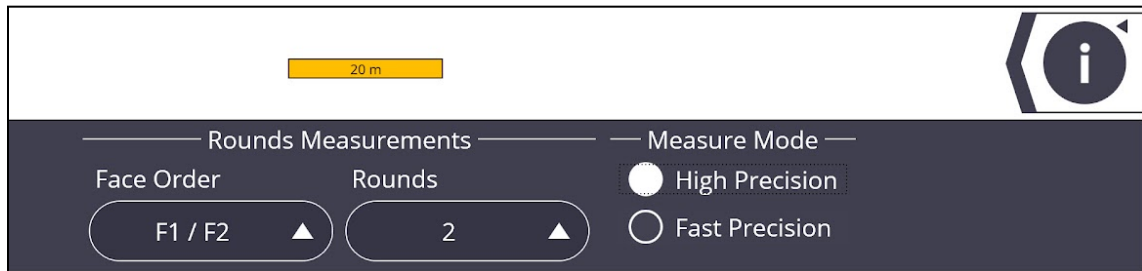 20 m
i
Rounds Measurements
Measure Mode
Face Order
Rounds
High Precision
F1 / F2
2
Fast Precision